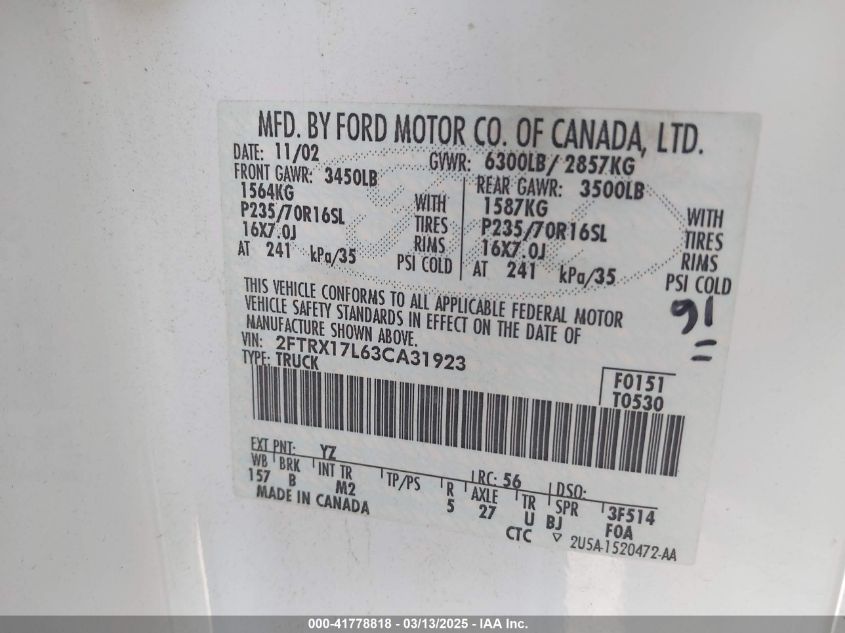 MFD. BY FORD MOTOR CO. OF CANADA, LTD.
DATE: 11/02 GVWR: 6300LB/ 2857KG
FRONT GAWR: 3450LB REAR GAWR: 3500LB
1564KG WITH 1587KG WITH
P235/70R16SL TIRES P235/70R16SL TIRES
16X7.0J RIMS 16X7.0J RIMS
AT 241 kPa/35 PSI COLD AT 241 kPa/35 PSI COLD
THIS VEHICLE CONFORMS TO ALL APPLICABLE FEDERAL MOTOR
VEHICLE SAFETY STANDARDS IN EFFECT ON THE DATE OF
MANUFACTURE SHOWN ABOVE.
91
VIN: 2FTRX17L63CA31923
TYPE: TRUCK
F0151
T0530
EXT PNT: YZ RC: 56 DSO:
WB BRK INT TR TP/PS R AXLE TR SPR 3F514
157 B M2 5 27 U BJ FOA
MADE IN CANADA CTC 2U5A-1520472-AA
000-41778818 - 03/13/2025 - IAA Inc.